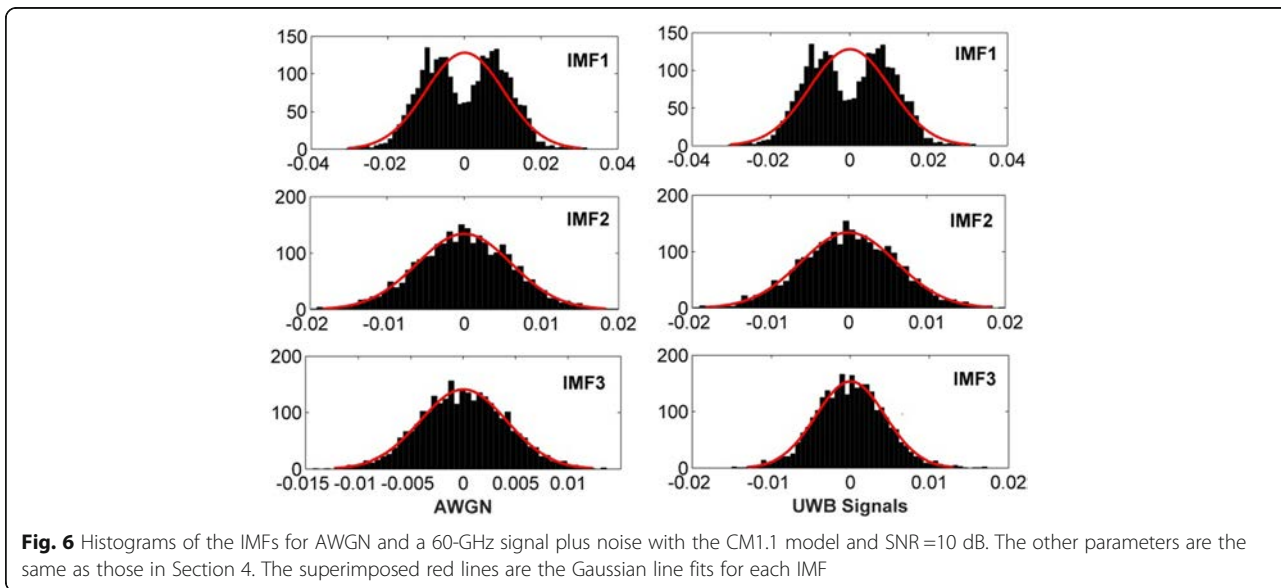 150
100
50
0
IMF1
-0.04 -0.02 0 0.02 0.04
150
100
50
0
IMF1
-0.04 -0.02 0 0.02 0.04
200
100
0
IMF2
-0.02 -0.01 0 0.01 0.02
200
100
0
IMF2
-0.02 -0.01 0 0.01 0.02
200
100
0
IMF3
-0.015 -0.01 -0.005 0 0.005 0.01
AWGN
200
100
0
IMF3
-0.02 -0.01 0 0.01 0.02
UWB Signals
Fig. 6 Histograms of the IMFs for AWGN and a 60-GHz signal plus noise with the CM1.1 model and SNR =10 dB. The other parameters are the
same as those in Section 4. The superimposed red lines are the Gaussian line fits for each IMF